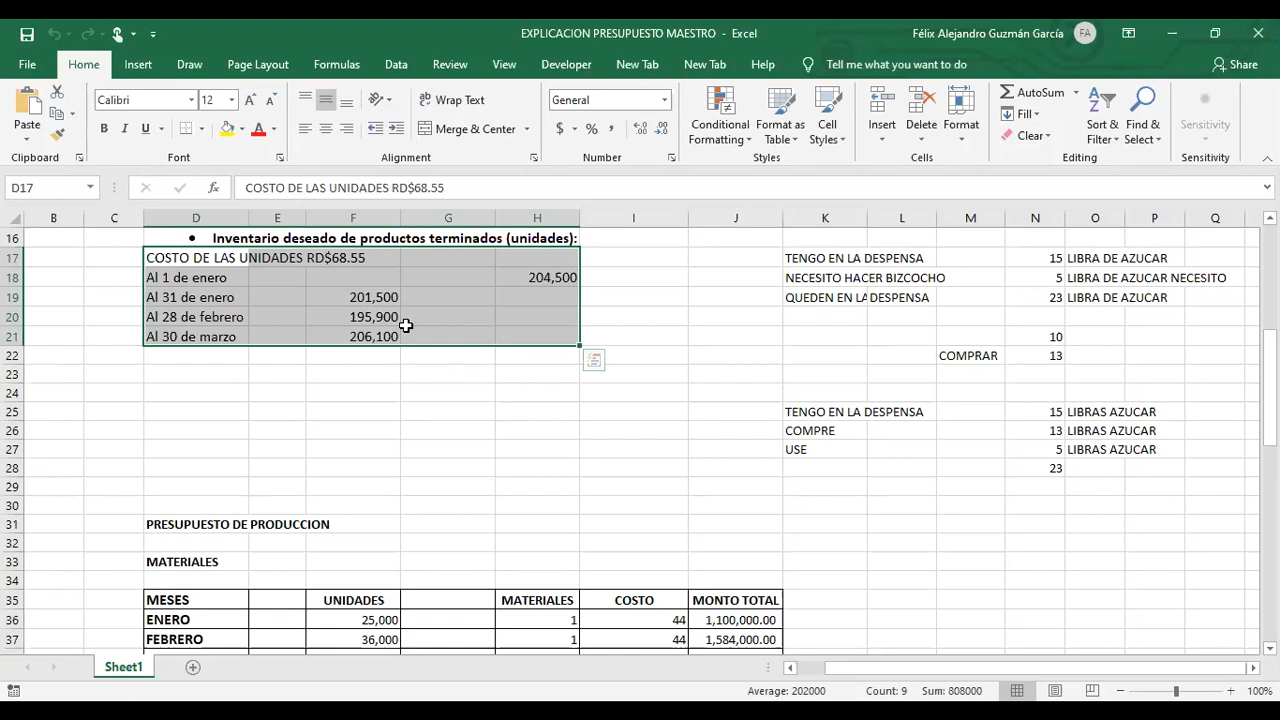 EXPLICACION PRESUPUESTO MAESTRO - Excel
Félix Alejandro Guzmán García
FA
File Home Insert Draw Page Layout Formulas Data Review View Developer New Tab New Tab Help Tell me what you want to do Share
Paste
Calibri 12
Wrap Text
General
Merge & Center
Conditional Formatting
Format as Table
Cell Styles
Insert
Delete
Format
AutoSum
Fill
Clear
Sort & Filter
Find & Select
Sensitivity
Clipboard Font Alignment Number Styles Cells Editing Sensitivity
D17 fx COSTO DE LAS UNIDADES RD$68.55
B C D E F G H I J K L M N O P Q
16 • Inventario deseado de productos terminados (unidades):
17 COSTO DE LAS UNIDADES RD$68.55 TENGO EN LA DESPENSA 15 LIBRA DE AZUCAR
18 Al 1 de enero 204,500 NECESITO HACER BIZCOCHO 5 LIBRA DE AZUCAR NECESITO
19 Al 31 de enero 201,500 QUEDEN EN LA DESPENSA 23 LIBRA DE AZUCAR
20 Al 28 de febrero 195,900
21 Al 30 de marzo 206,100 10
22 COMPRAR 13
23
24
25 TENGO EN LA DESPENSA 15 LIBRAS AZUCAR
26 COMPRE 13 LIBRAS AZUCAR
27 USE 5 LIBRAS AZUCAR
28 23
29
30
31 PRESUPUESTO DE PRODUCCION
32
33 MATERIALES
34
35 MESES UNIDADES MATERIALES COSTO MONTO TOTAL
36 ENERO 25,000 1 44 1,100,000.00
37 FEBRERO 36,000 1 44 1,584,000.00
Sheet1
Average: 202000 Count: 9 Sum: 808000 100%